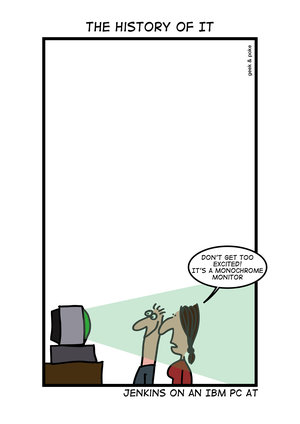 THE HISTORY OF IT
geek & poke
DON'T GET TOO
EXCITED!
IT'S A MONOCHROME
MONITOR
JENKINS ON AN IBM PC AT